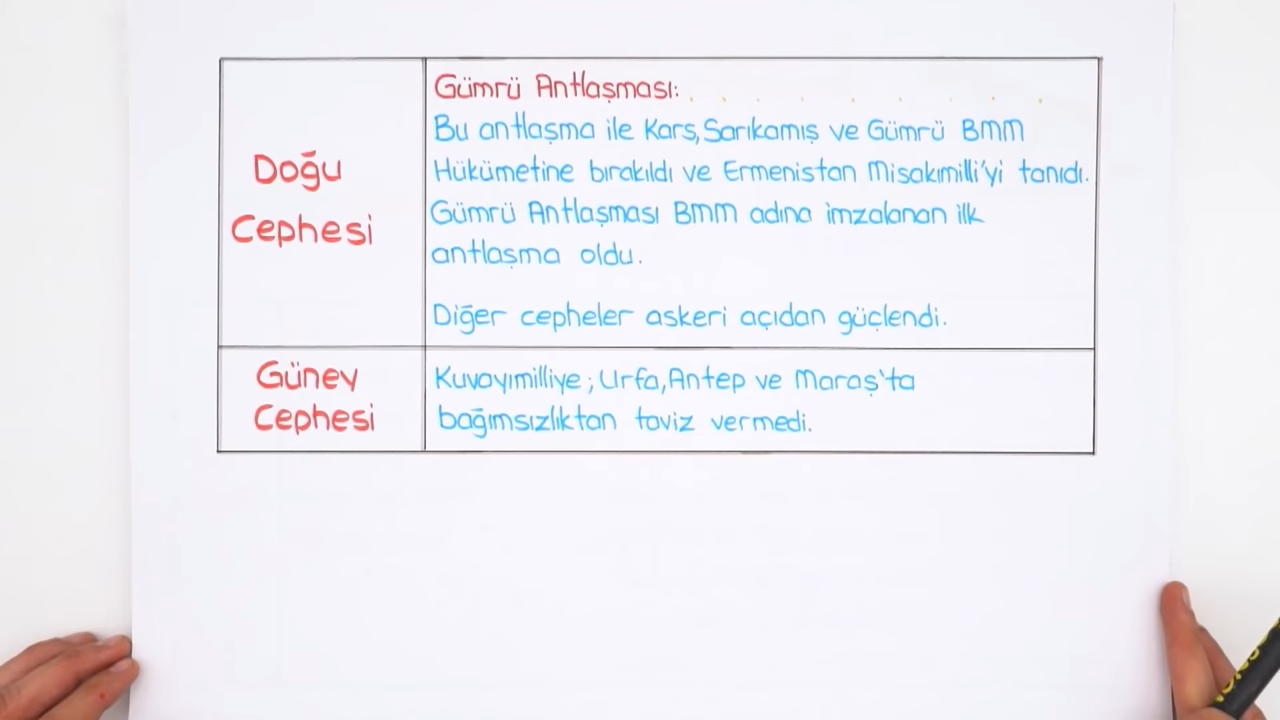 Doğu
Cephesi
Gümrü Antlaşması:
Bu antlaşma ile Kars, Sarıkamış ve Gümrü BMM
Hükümetine bırakıldı ve Ermenistan Misakımilli'yi tanıdı.
Gümrü Antlaşması BMM adına imzalanan ilk
antlaşma oldu.
Diğer cepheler askeri açıdan güçlendi.
Güney
Cephesi
Kuvayımilliye; Urfa, Antep ve Maraş'ta
bağımsızlıktan taviz vermedi.